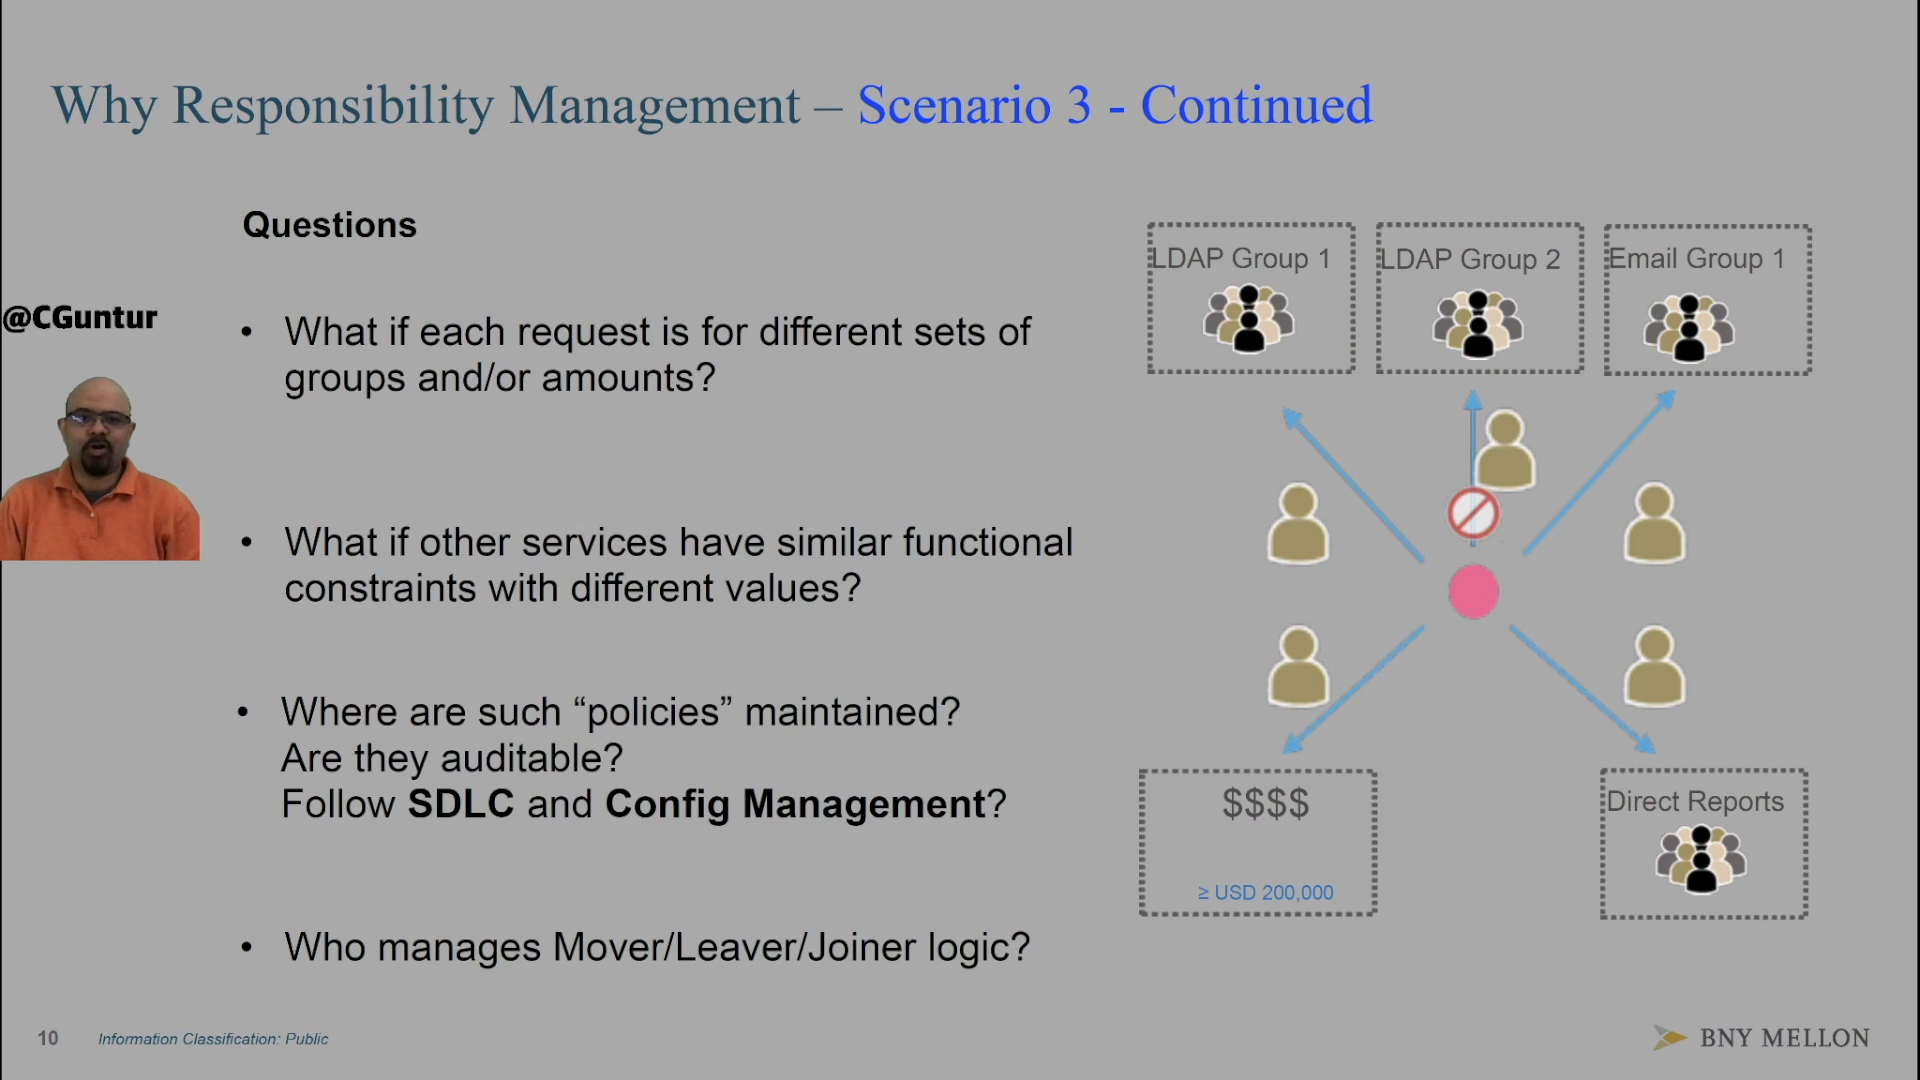 Why Responsibility Management – Scenario 3 - Continued
Questions
@CGuntur
• What if each request is for different sets of
groups and/or amounts?
• What if other services have similar functional
constraints with different values?
• Where are such “policies” maintained?
Are they auditable?
Follow SDLC and Config Management?
• Who manages Mover/Leaver/Joiner logic?
LDAP Group 1
LDAP Group 2
Email Group 1
$$$$
≥ USD 200,000
Direct Reports
10
Information Classification: Public
BNY MELLON